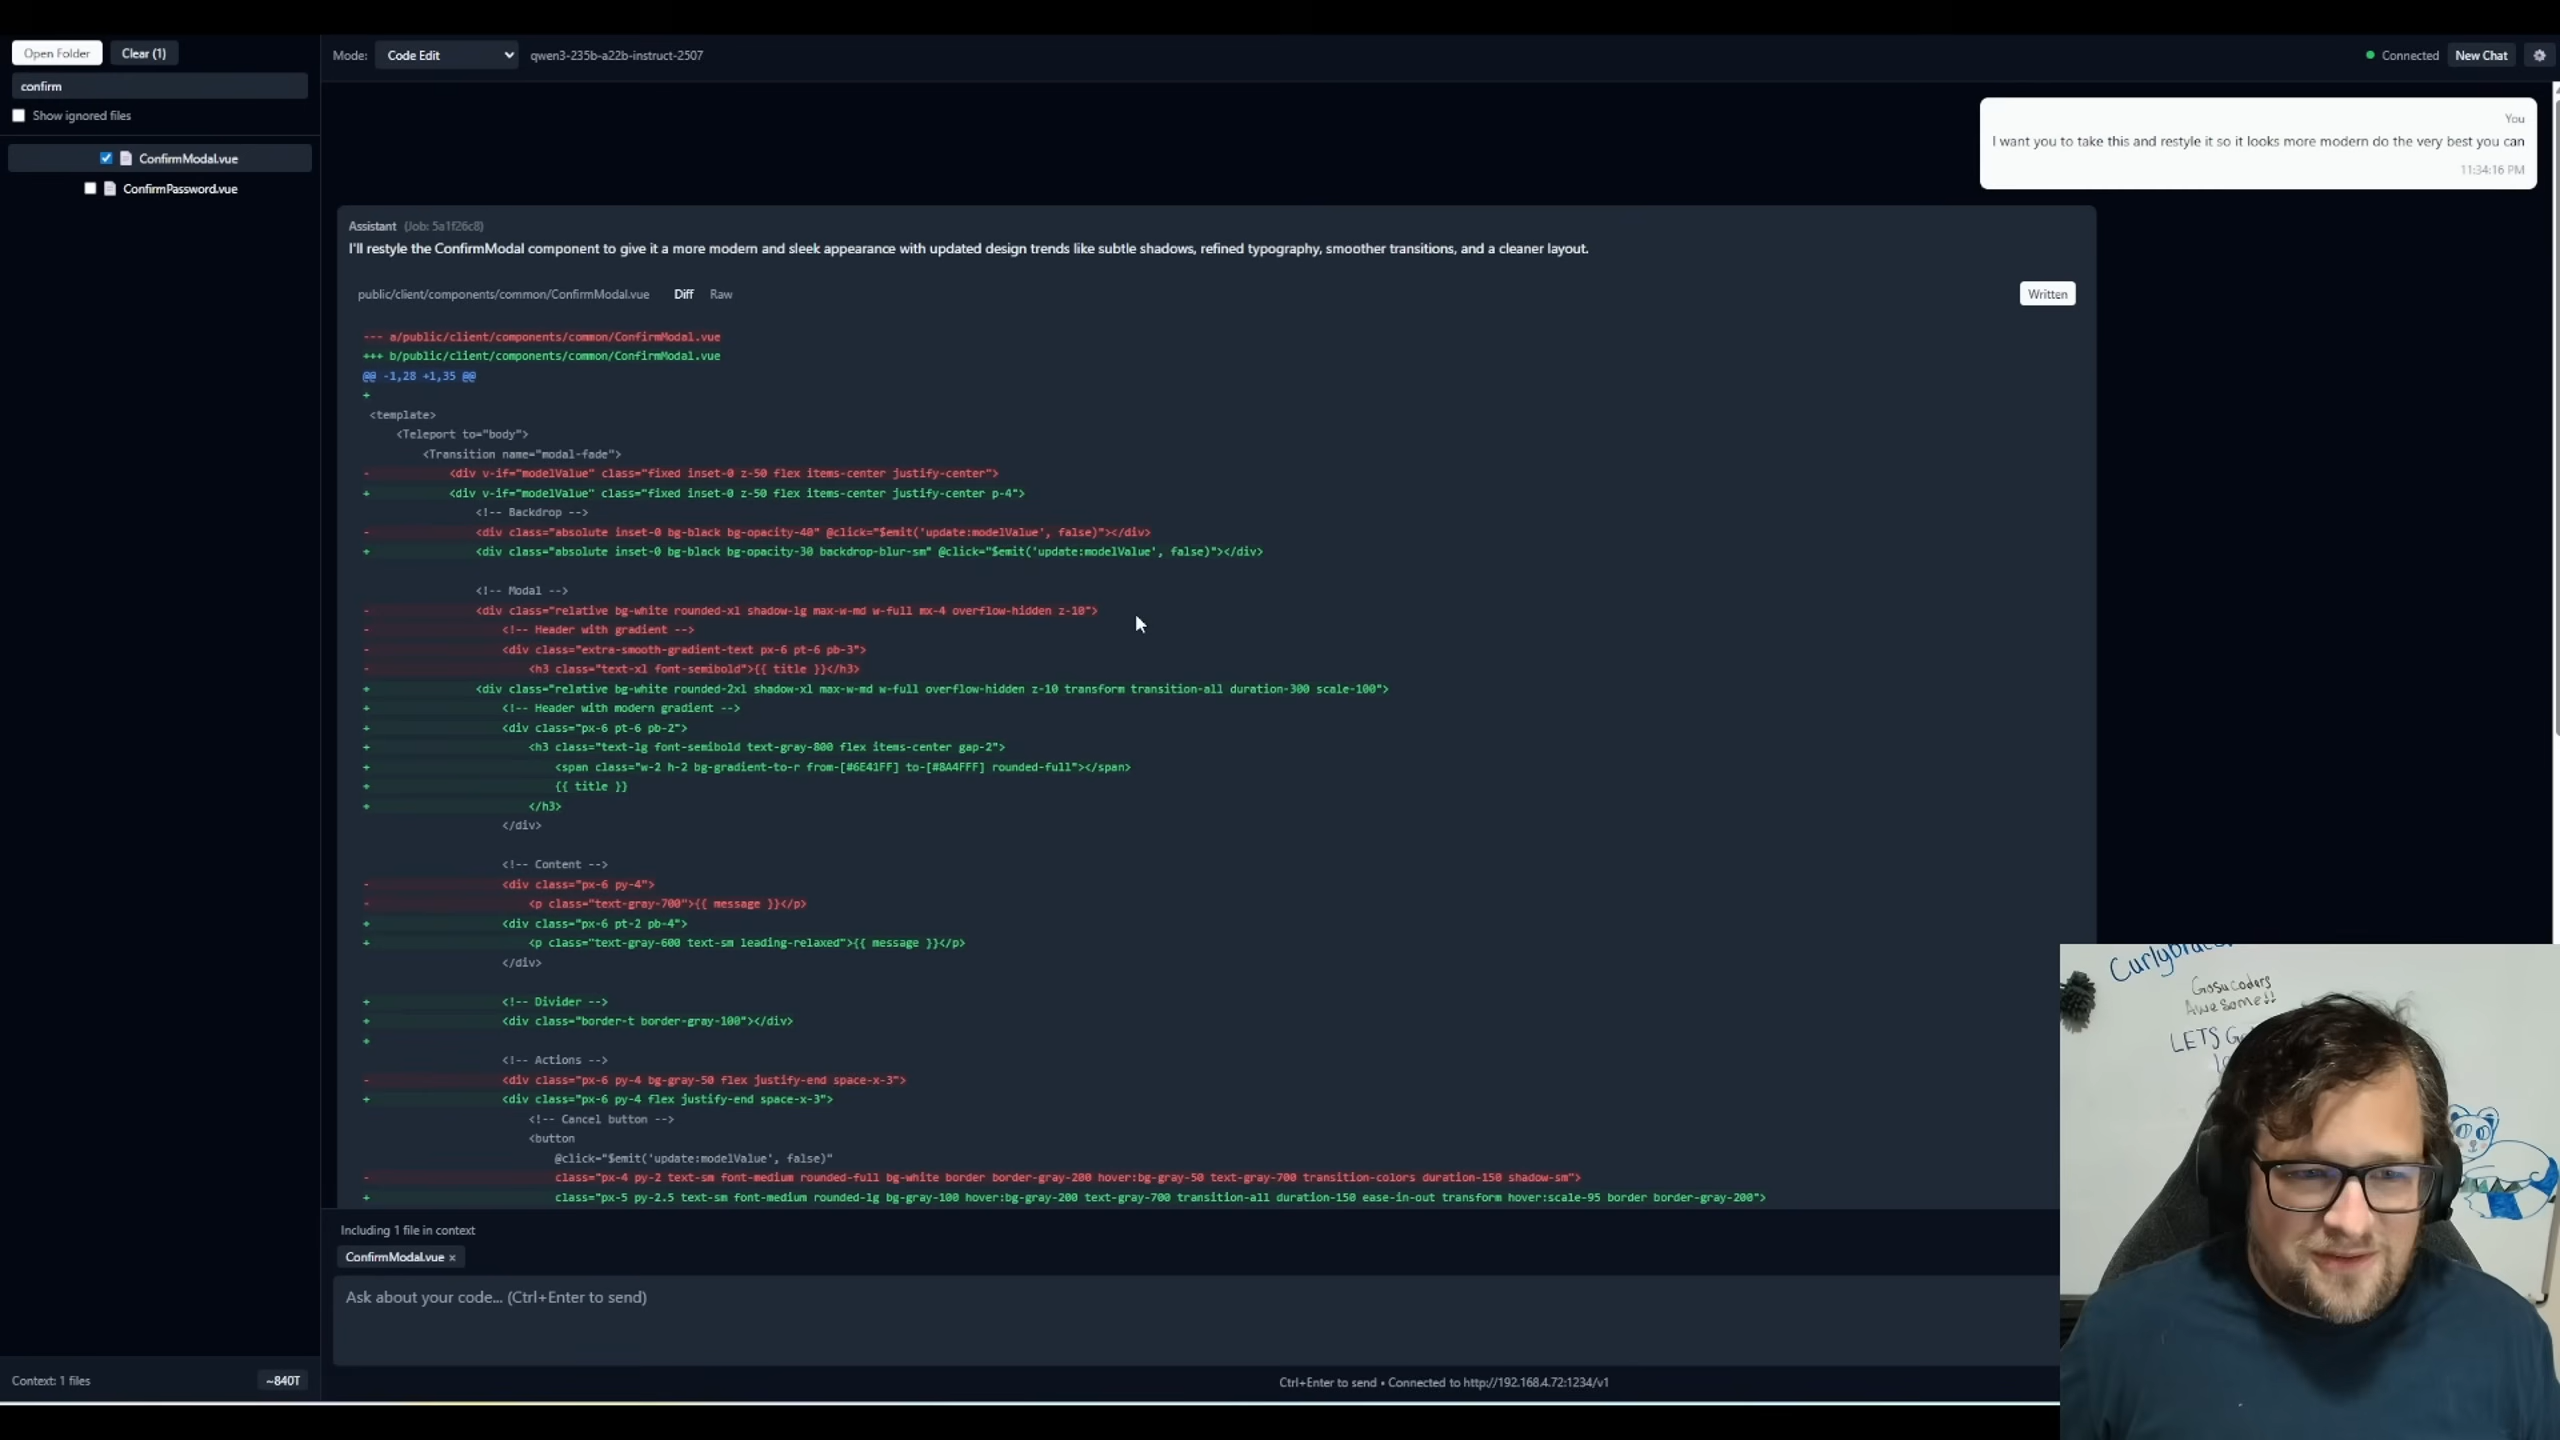 Open Folder Clear (1)
confirm
Show ignored files
ConfirmModal.vue
ConfirmPassword.vue
Context: 1 files ~840T
Mode: Code Edit qwen3-235b-a22b-instruct-2507 Connected New Chat
You
I want you to take this and restyle it so it looks more modern do the very best you can
11:34:16 PM
Assistant (Job: 5a1f26c8)
I'll restyle the ConfirmModal component to give it a more modern and sleek appearance with updated design trends like subtle shadows, refined typography, smoother transitions, and a cleaner layout.
public/client/components/common/ConfirmModal.vue Diff Raw Written
--- a/public/client/components/common/ConfirmModal.vue
+++ b/public/client/components/common/ConfirmModal.vue
@@ -1,28 +1,35 @@
+
<template>
<Teleport to="body">
<Transition name="modal-fade">
- <div v-if="modelValue" class="fixed inset-0 z-50 flex items-center justify-center">
+ <div v-if="modelValue" class="fixed inset-0 z-50 flex items-center justify-center p-4">
<!-- Backdrop -->
- <div class="absolute inset-0 bg-black bg-opacity-40" @click="$emit('update:modelValue', false)"></div>
+ <div class="absolute inset-0 bg-black bg-opacity-30 backdrop-blur-sm" @click="$emit('update:modelValue', false)"></div>
<!-- Modal -->
- <div class="relative bg-white rounded-xl shadow-lg max-w-md w-full mx-4 overflow-hidden z-10">
- <!-- Header with gradient -->
- <div class="extra-smooth-gradient-text px-6 pt-6 pb-3">
- <h3 class="text-xl font-semibold">{{ title }}</h3>
+ <div class="relative bg-white rounded-2xl shadow-xl max-w-md w-full overflow-hidden z-10 transform transition-all duration-300 scale-100">
+ <!-- Header with modern gradient -->
+ <div class="px-6 pt-6 pb-2">
+ <h3 class="text-lg font-semibold text-gray-800 flex items-center gap-2">
+ <span class="w-2 h-2 bg-gradient-to-r from-[#6E41FF] to-[#8A4FFF] rounded-full"></span>
+ {{ title }}
+ </h3>
</div>
<!-- Content -->
- <div class="px-6 py-4">
- <p class="text-gray-700">{{ message }}</p>
+ <div class="px-6 pt-2 pb-4">
+ <p class="text-gray-600 text-sm leading-relaxed">{{ message }}</p>
</div>
+ <!-- Divider -->
+ <div class="border-t border-gray-100"></div>
+
<!-- Actions -->
- <div class="px-6 py-4 bg-gray-50 flex justify-end space-x-3">
+ <div class="px-6 py-4 flex justify-end space-x-3">
<!-- Cancel button -->
<button
@click="$emit('update:modelValue', false)"
- class="px-4 py-2 text-sm font-medium rounded-full bg-white border border-gray-200 hover:bg-gray-50 text-gray-700 transition-colors duration-150 shadow-sm">
+ class="px-5 py-2.5 text-sm font-medium rounded-lg bg-gray-100 hover:bg-gray-200 text-gray-700 transition-all duration-150 ease-in-out transform hover:scale-95 border border-gray-200">
Including 1 file in context
ConfirmModal.vue ×
Ask about your code... (Ctrl+Enter to send)
Ctrl+Enter to send • Connected to http://192.168.4.72:1234/v1
Gosucoders
Awesome!!
LETS